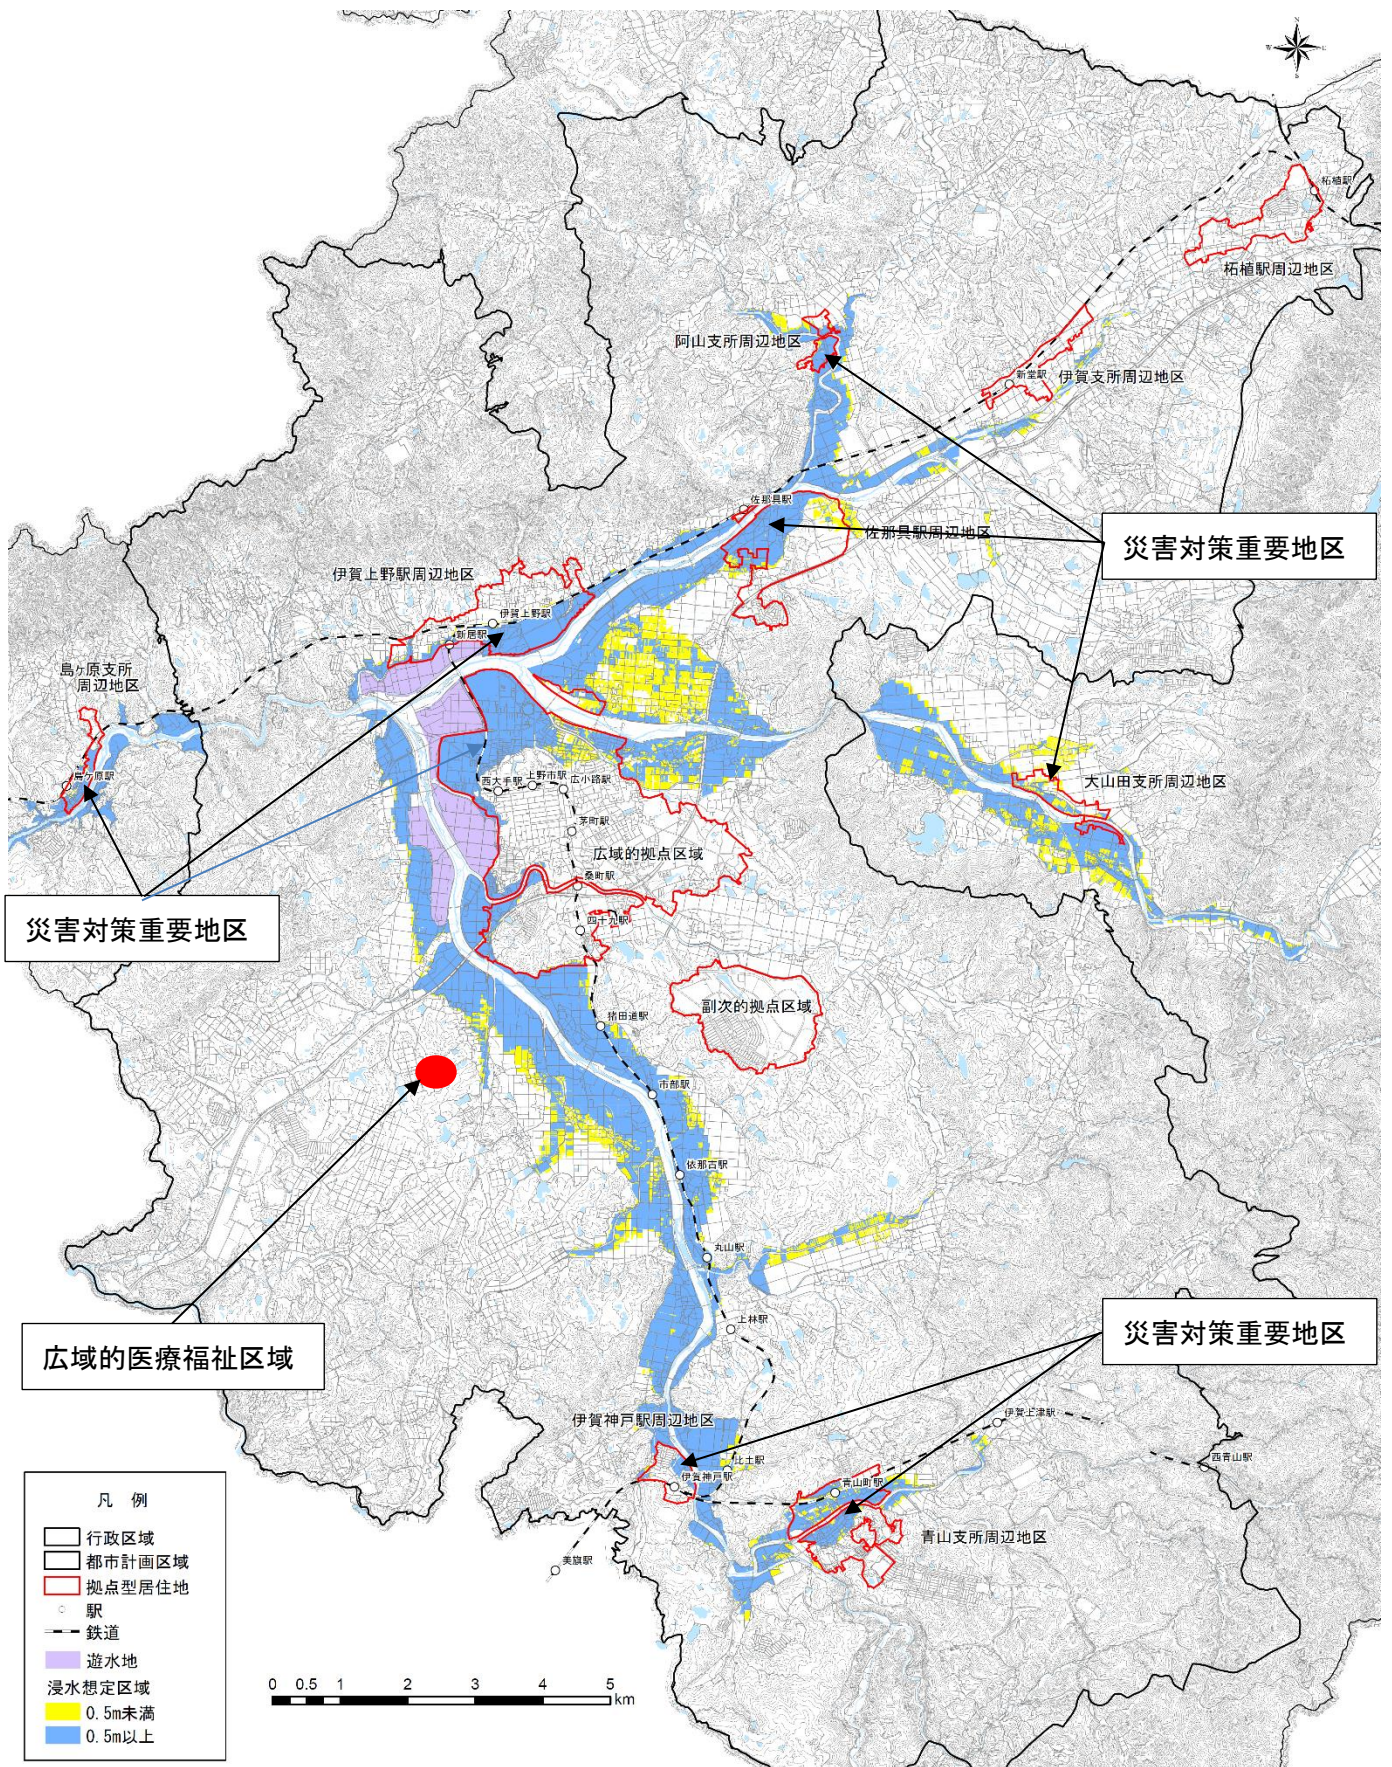 N
W
E
S
柘植駅
柘植駅周辺地区
阿山支所周辺地区
新堂駅
伊賀支所周辺地区
佐那具駅
佐那具駅周辺地区
災害対策重要地区
伊賀上野駅周辺地区
伊賀上野駅
新居駅
島ヶ原支所
周辺地区
島ヶ原駅
西大手駅
上野市駅
広小路駅
大山田支所周辺地区
茅町駅
広域的拠点区域
桑町駅
四十九駅
災害対策重要地区
副次的拠点区域
猪田道駅
市部駅
依那古駅
丸山駅
上林駅
災害対策重要地区
広域的医療福祉区域
伊賀神戸駅周辺地区
伊賀上津駅
西青山駅
比土駅
伊賀神戸駅
青山町駅
青山支所周辺地区
美旗駅
凡 例
行政区域
都市計画区域
拠点型居住地
駅
鉄道
遊水地
浸水想定区域
0.5m未満
0.5m以上
0 0.5 1 2 3 4 5
km